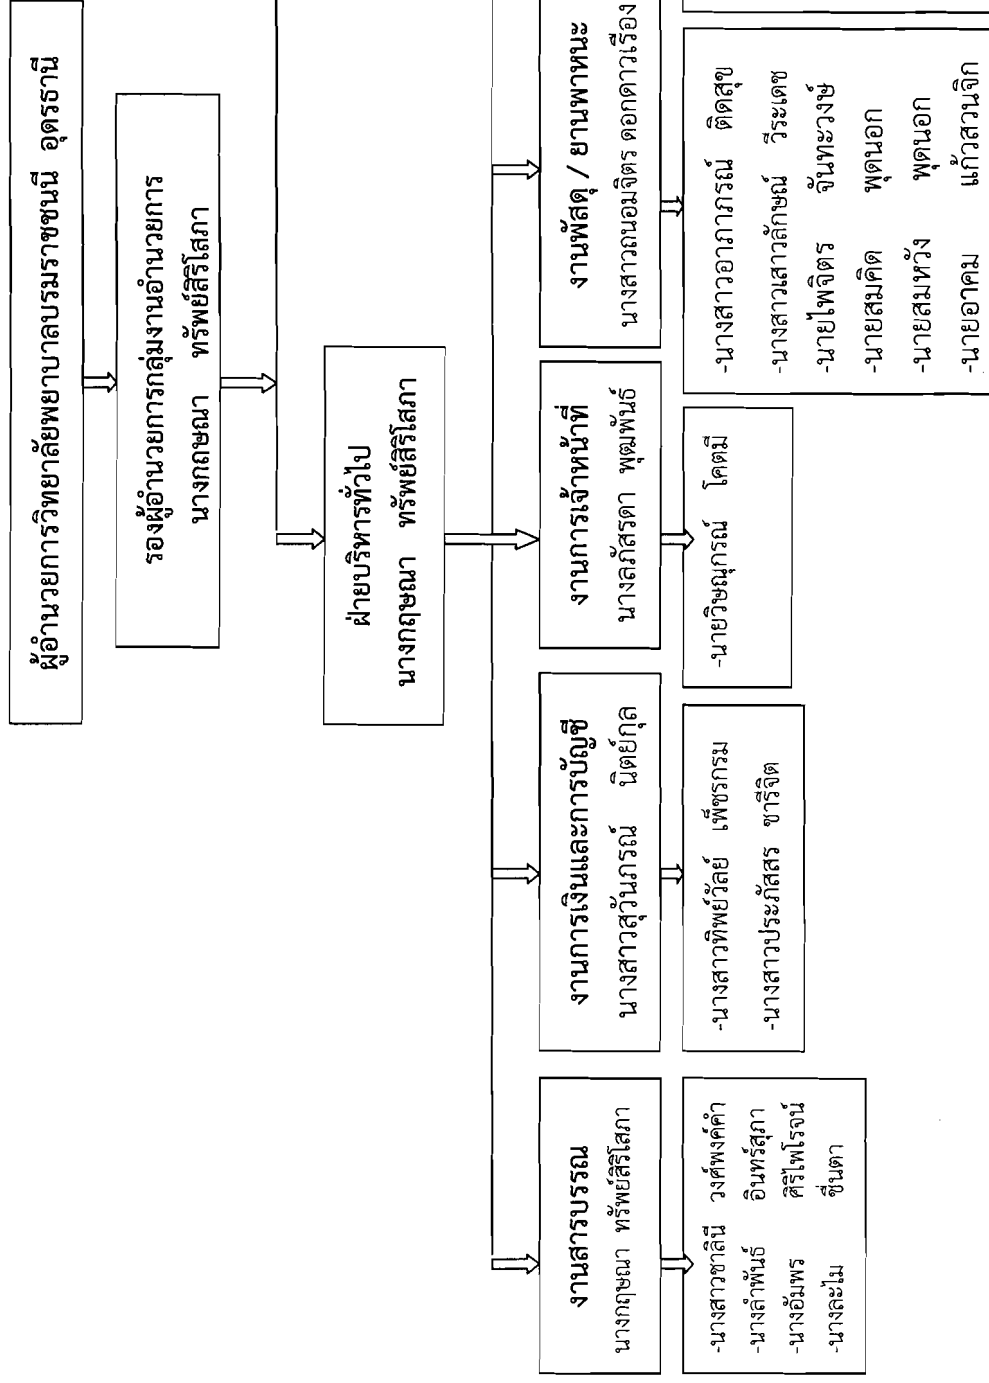 ผู้อำนวยการวิทยาลัยพยาบาลบรมราชชนนี อุดรธานี
รองผู้อำนวยการกลุ่มงานอำนวยการ
นางกฤษณา ทรัพย์สิริโสภา
ฝ่ายบริหารทั่วไป
นางกฤษณา ทรัพย์สิริโสภา
งานสารบรรณ
นางกฤษณา ทรัพย์สิริโสภา
-นางสาวชาลินี วงศ์พงค์คำ
-นางลำพันธ์ อินทร์สุภา
-นางอัมพร ศิริไพโรจน์
-นางละไม ชื่นตา
งานการเงินและการบัญชี
นางสาวสุวันภรณ์ นิตย์กุล
-นางสาวทิพย์วัลย์ เพ็ชรกรม
-นางสาวประภัสสร ชารีจิต
งานการเจ้าหน้าที่
นางลภัสรดา พุฒพันธ์
-นายวิษณุกรณ์ โคตมี
งานพัสดุ / ยานพาหนะ
นางสาวถนอมจิตร ดอกดาวเรือง
-นางสาวอาภาภรณ์ ติดสุข
-นางสาวเสาวลักษณ์ วีระเดช
-นายไพจิตร จันทะวงษ์
-นายสมคิด พุดนอก
-นายสมหวัง พุดนอก
-นายอาคม แก้วสวนจิก